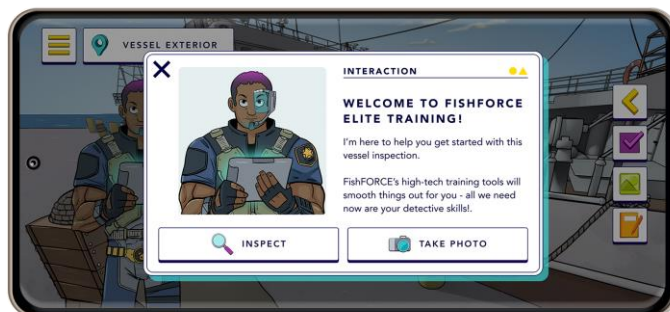 VESSEL EXTERIOR
INTERACTION
WELCOME TO FISHFORCE
ELITE TRAINING!
I'm here to help you get started with this
vessel inspection.
FishFORCE's high-tech training tools will
smooth things out for you - all we need
now are your detective skills!.
INSPECT
TAKE PHOTO